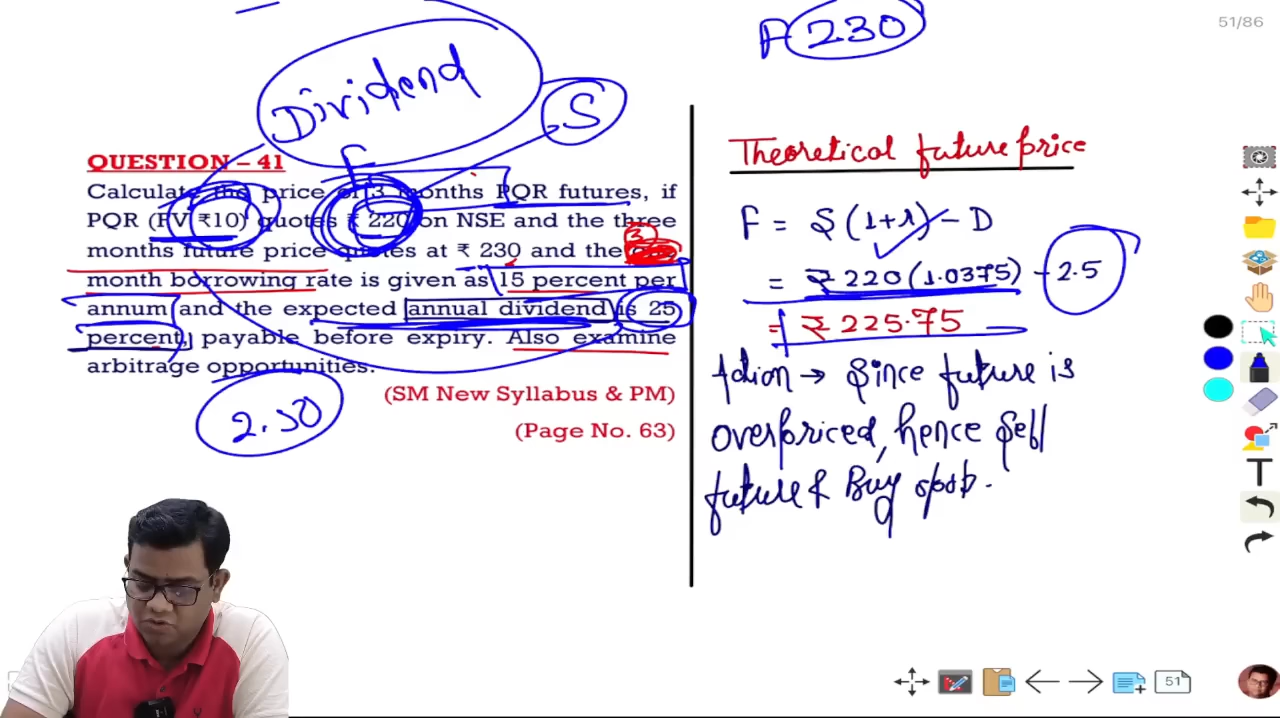 51/86
F 230
Dividend
S
F
QUESTION – 41
Calculate the price of 3 months PQR futures, if
PQR (FV ₹10) quotes ₹ 220 on NSE and the three
months future price quotes at ₹ 230 and the 3
month borrowing rate is given as 15 percent per
annum and the expected annual dividend is 25
percent, payable before expiry. Also examine
arbitrage opportunities.
(SM New Syllabus & PM)
(Page No. 63)
2.50
Theoretical future price
F = S (1+r) - D
= ₹ 220 (1.0375) - 2.5
= ₹ 225.75
Action → Since future is
overpriced, hence Sell
future & Buy spot.
T
51